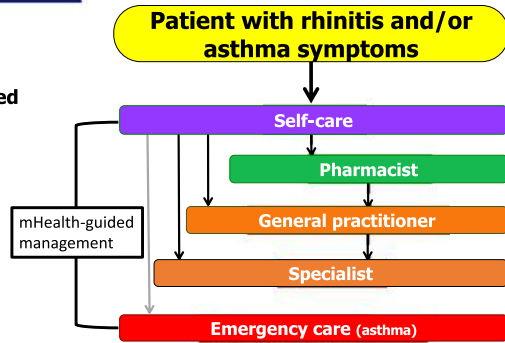 Patient with rhinitis and/or
asthma symptoms
ed
Self-care
Pharmacist
General practitioner
mHealth-guided
management
Specialist
Emergency care (asthma)